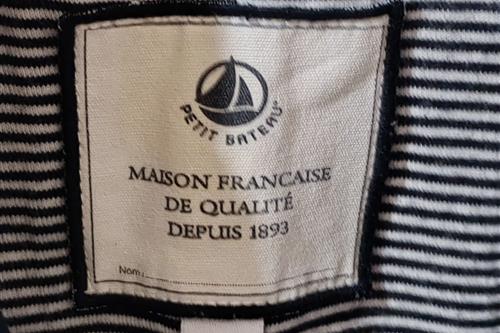 PETIT BATEAU®
MAISON FRANCAISE
DE QUALITÉ
DEPUIS 1893
Nom: